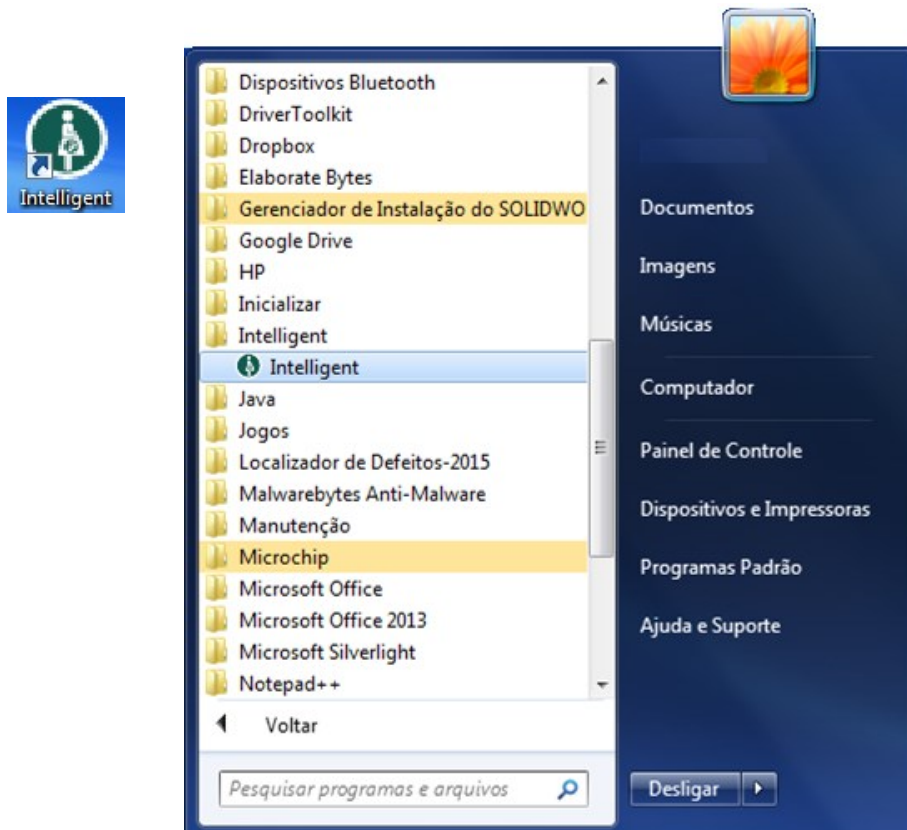 Intelligent
Dispositivos Bluetooth
DriverToolkit
Dropbox
Elaborate Bytes
Gerenciador de Instalação do SOLIDWO
Google Drive
HP
Inicializar
Intelligent
Intelligent
Java
Jogos
Localizador de Defeitos-2015
Malwarebytes Anti-Malware
Manutenção
Microchip
Microsoft Office
Microsoft Office 2013
Microsoft Silverlight
Notepad++
Voltar
Pesquisar programas e arquivos
Documentos
Imagens
Músicas
Computador
Painel de Controle
Dispositivos e Impressoras
Programas Padrão
Ajuda e Suporte
Desligar